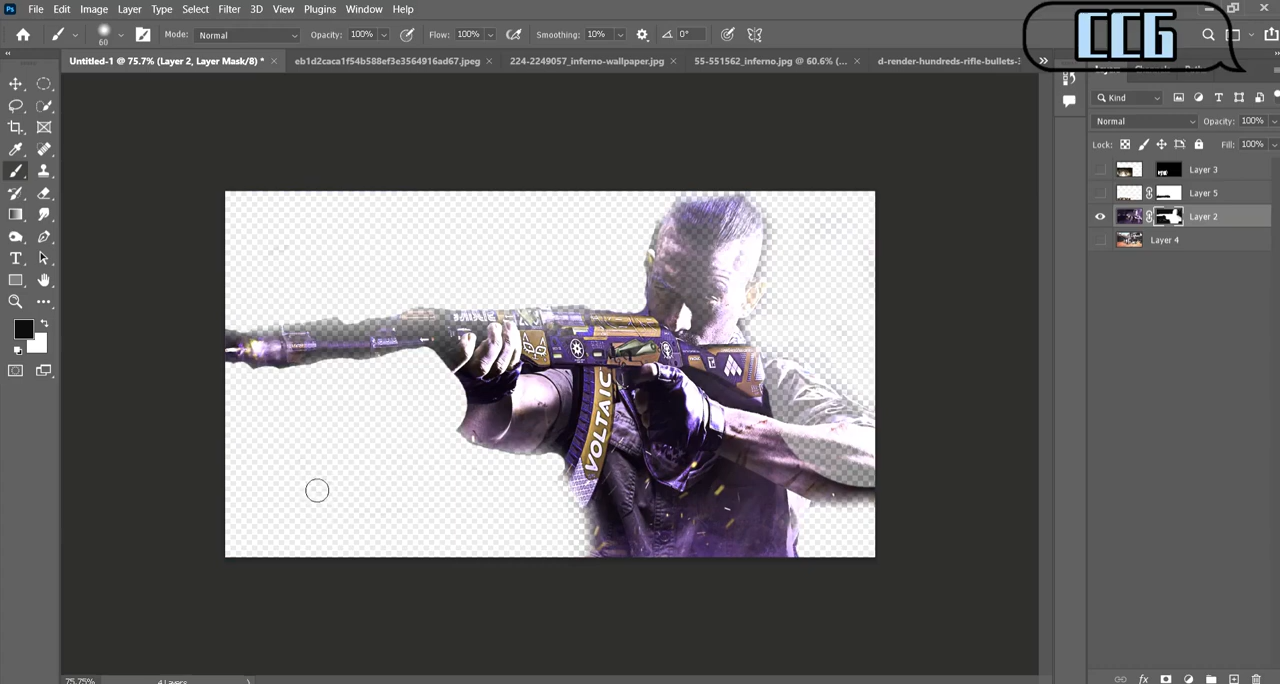 Ps File Edit Image Layer Type Select Filter 3D View Plugins Window Help
CCG
60 Mode: Normal Opacity: 100% Flow: 100% Smoothing: 10% 0°
Untitled-1 @ 75.7% (Layer 2, Layer Mask/8) * × eb1d2caca1f54b588ef3e3564916ad67.jpeg × 224-2249057_inferno-wallpaper.jpg × 55-551562_inferno.jpg @ 60.6% (... × d-render-hundreds-rifle-bullets-
Kind
Normal Opacity: 100%
Lock: Fill: 100%
Layer 3
Layer 5
Layer 2
Layer 4
VOLTAIC
75.75% 4 Layers
fx